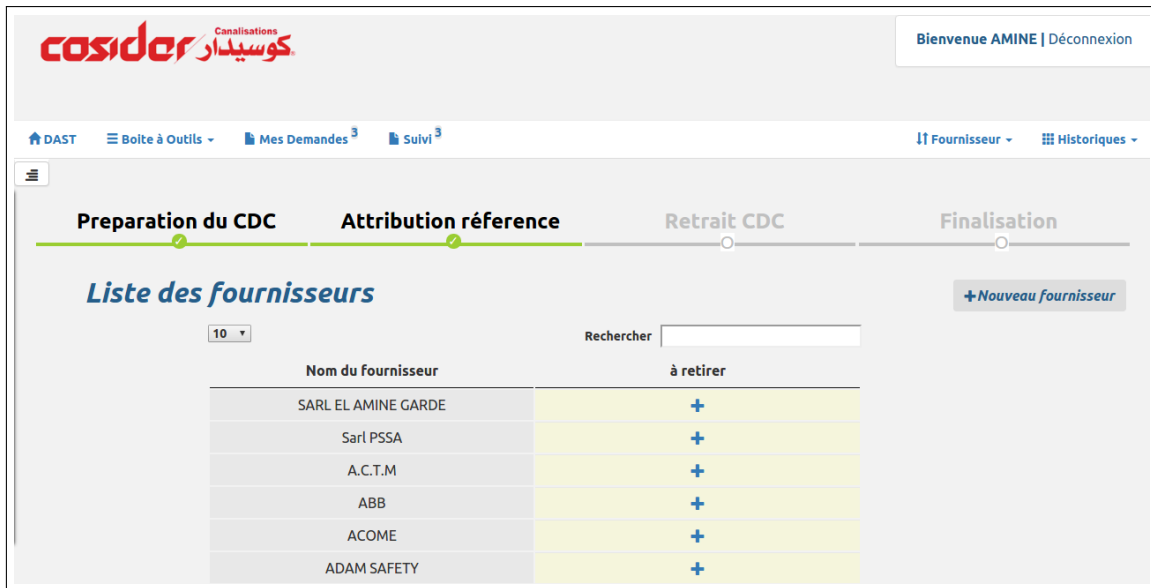 Canalisations
cosider كوسيدار
Bienvenue AMINE | Déconnexion
DAST Boite à Outils Mes Demandes 3 Suivi 3 Fournisseur Historiques
Preparation du CDC Attribution réference Retrait CDC Finalisation
Liste des fournisseurs +Nouveau fournisseur
10 Rechercher
Nom du fournisseur à retirer
SARL EL AMINE GARDE +
Sarl PSSA +
A.C.T.M +
ABB +
ACOME +
ADAM SAFETY +